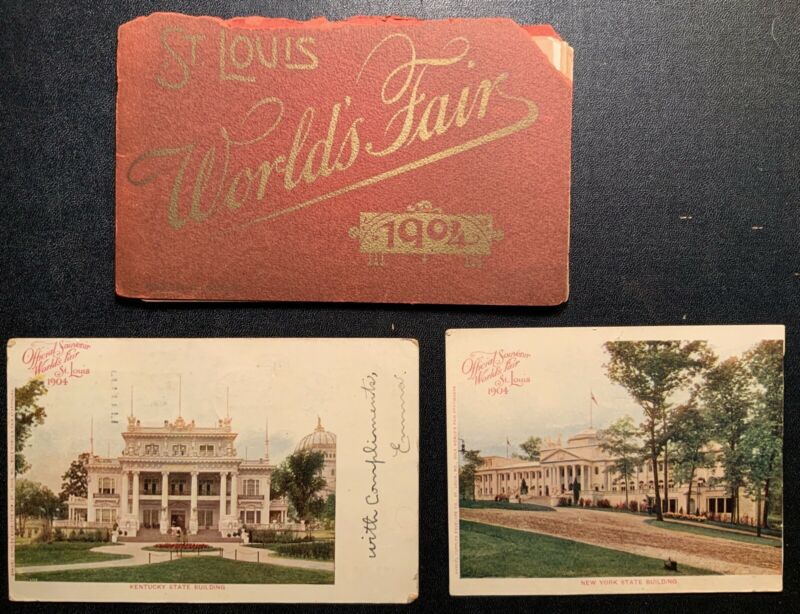 St Louis
World's Fair
1904
Official Souvenir
World's Fair
St. Louis
1904
with Compliments,
Emma.
KENTUCKY STATE BUILDING
Official Souvenir
World's Fair
St. Louis
1904
NEW YORK STATE BUILDING